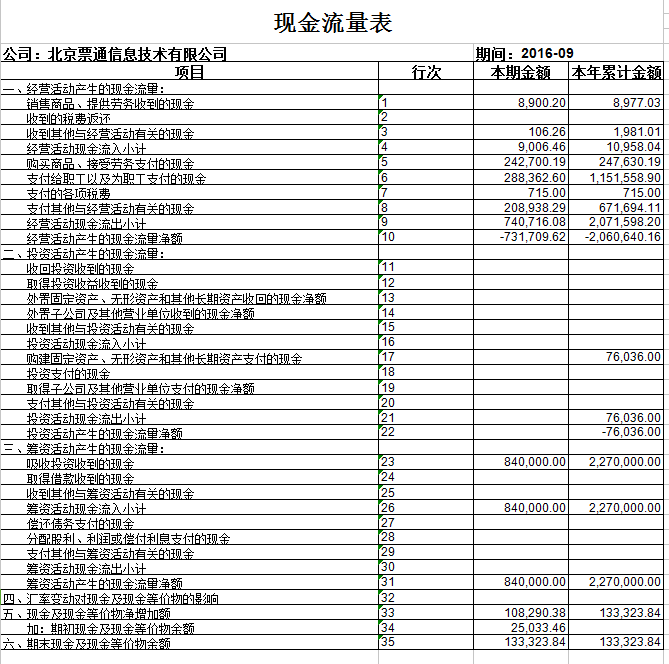 现金流量表
公司：北京票通信息技术有限公司 期间：2016-09
项目 行次 本期金额 本年累计金额
一、经营活动产生的现金流量：
销售商品、提供劳务收到的现金 1 8,900.20 8,977.03
收到的税费返还 2
收到其他与经营活动有关的现金 3 106.26 1,981.01
经营活动现金流入小计 4 9,006.46 10,958.04
购买商品、接受劳务支付的现金 5 242,700.19 247,630.19
支付给职工以及为职工支付的现金 6 288,362.60 1,151,558.90
支付的各项税费 7 715.00 715.00
支付其他与经营活动有关的现金 8 208,938.29 671,694.11
经营活动现金流出小计 9 740,716.08 2,071,598.20
经营活动产生的现金流量净额 10 -731,709.62 -2,060,640.16
二、投资活动产生的现金流量：
收回投资收到的现金 11
取得投资收益收到的现金 12
处置固定资产、无形资产和其他长期资产收回的现金净额 13
处置子公司及其他营业单位收到的现金净额 14
收到其他与投资活动有关的现金 15
投资活动现金流入小计 16
购建固定资产、无形资产和其他长期资产支付的现金 17 76,036.00
投资支付的现金 18
取得子公司及其他营业单位支付的现金净额 19
支付其他与投资活动有关的现金 20
投资活动现金流出小计 21 76,036.00
投资活动产生的现金流量净额 22 -76,036.00
三、筹资活动产生的现金流量：
吸收投资收到的现金 23 840,000.00 2,270,000.00
取得借款收到的现金 24
收到其他与筹资活动有关的现金 25
筹资活动现金流入小计 26 840,000.00 2,270,000.00
偿还债务支付的现金 27
分配股利、利润或偿付利息支付的现金 28
支付其他与筹资活动有关的现金 29
筹资活动现金流出小计 30
筹资活动产生的现金流量净额 31 840,000.00 2,270,000.00
四、汇率变动对现金及现金等价物的影响 32
五、现金及现金等价物净增加额 33 108,290.38 133,323.84
加：期初现金及现金等价物余额 34 25,033.46
六、期末现金及现金等价物余额 35 133,323.84 133,323.84